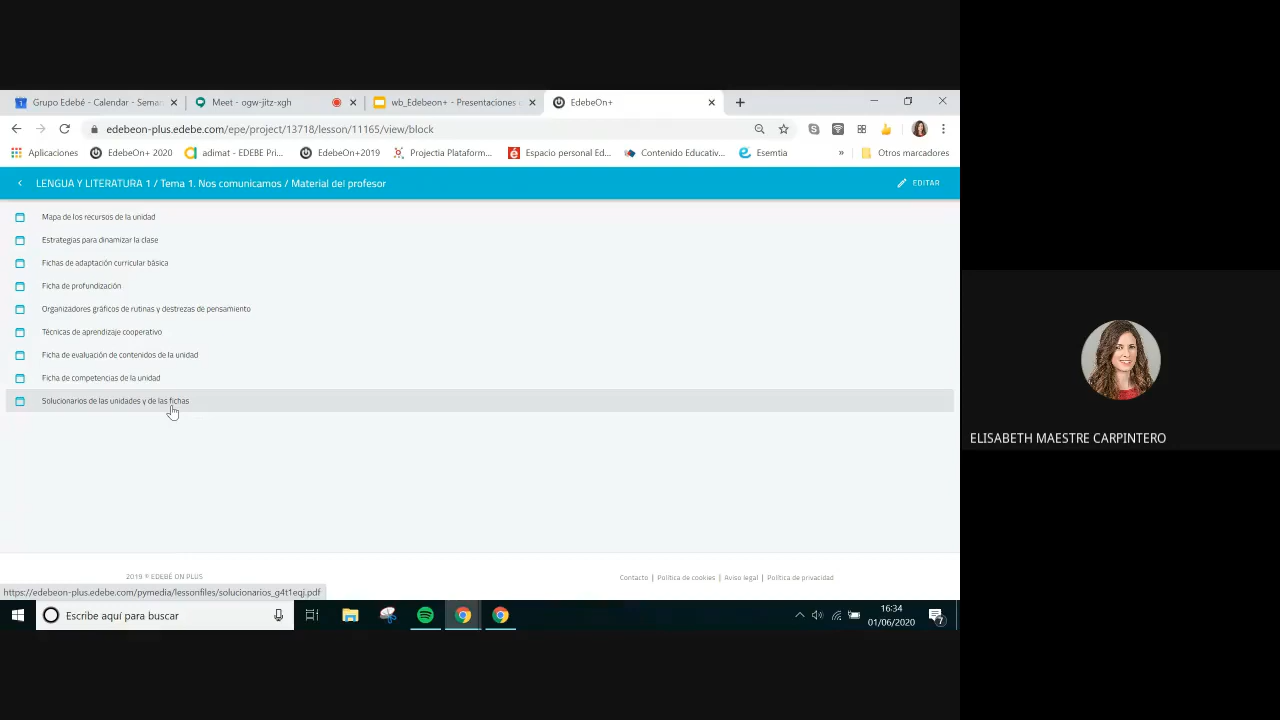 Grupo Edebé - Calendar - Sema
Meet - ogw-jitz-xgh
wb_Edebeon+ - Presentaciones
EdebeOn+
edebeon-plus.edebe.com/epe/project/13718/lesson/11165/view/block
Aplicaciones
EdebeOn+ 2020
adimat - EDEBE Pri...
EdebeOn+2019
Projectia Plataform...
Espacio personal Ed...
Contenido Educativ...
Esemtia
»
Otros marcadores
LENGUA Y LITERATURA 1 / Tema 1. Nos comunicamos / Material del profesor
EDITAR
Mapa de los recursos de la unidad
Estrategias para dinamizar la clase
Fichas de adaptación curricular básica
Ficha de profundización
Organizadores gráficos de rutinas y destrezas de pensamiento
Técnicas de aprendizaje cooperativo
Ficha de evaluación de contenidos de la unidad
Ficha de competencias de la unidad
Solucionarios de las unidades y de las fichas
ELISABETH MAESTRE CARPINTERO
2019 © EDEBÉ ON PLUS
Contacto | Política de cookies | Aviso legal | Política de privacidad
https://edebeon-plus.edebe.com/pymedia/lessonfiles/solucionarios_g4t1eqj.pdf
Escribe aquí para buscar
16:34
01/06/2020
7